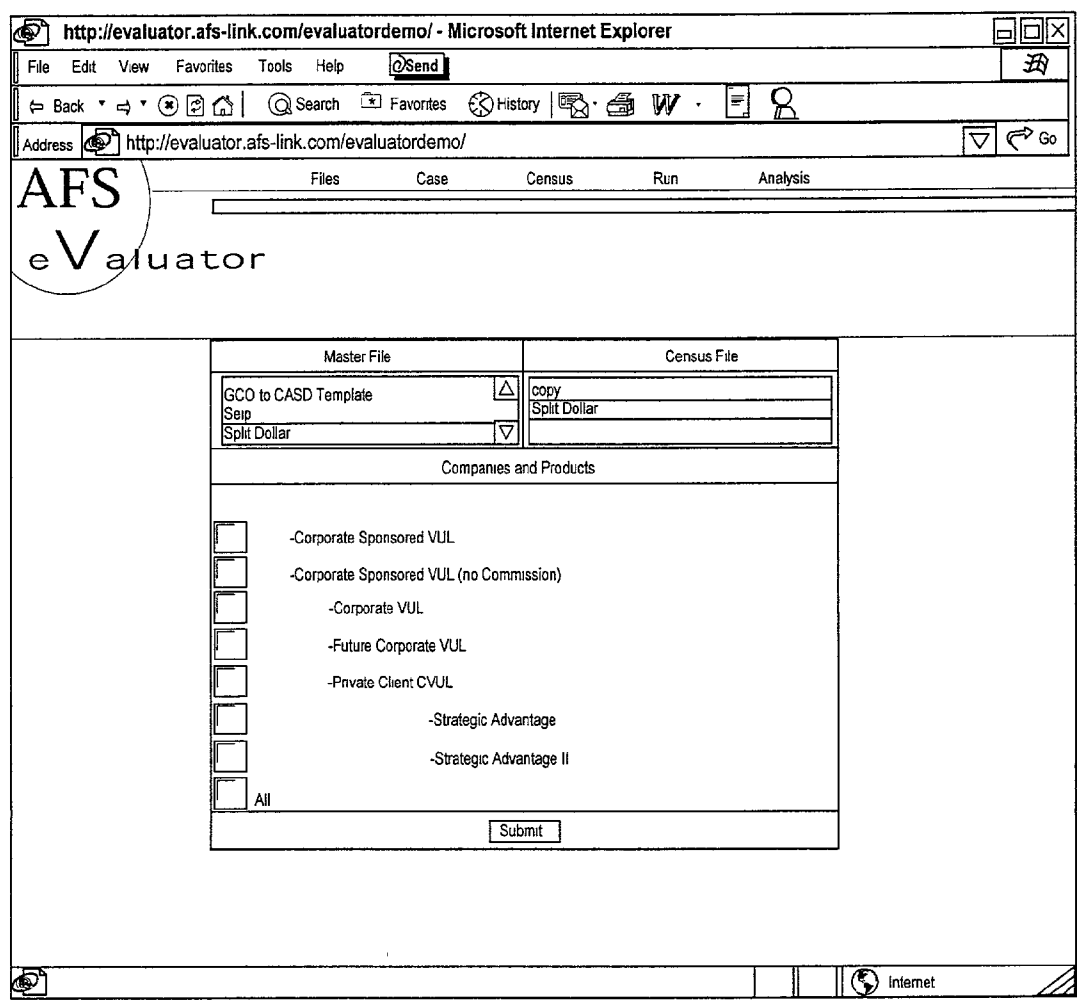 http://evaluator.afs-link.com/evaluatordemo/ - Microsoft Internet Explorer
File Edit View Favorites Tools Help Send
Back Search Favorites History W
Address http://evaluator.afs-link.com/evaluatordemo/ Go
AFS
Files Case Census Run Analysis
eValuator
Master File Census File
GCO to CASD Template
Serp
Split Dollar
copy
Split Dollar
Companies and Products
-Corporate Sponsored VUL
-Corporate Sponsored VUL (no Commission)
-Corporate VUL
-Future Corporate VUL
-Private Client CVUL
-Strategic Advantage
-Strategic Advantage II
All
Submit
Internet